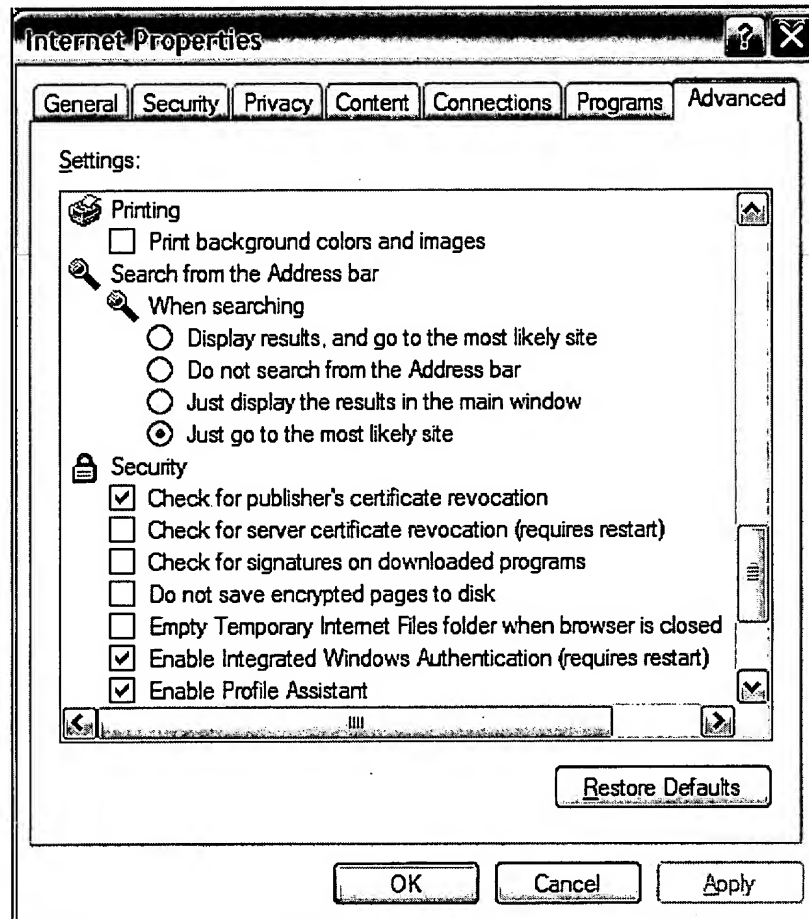 Internet Properties
General Security Privacy Content Connections Programs Advanced
Settings:
Printing
Print background colors and images
Search from the Address bar
When searching
Display results, and go to the most likely site
Do not search from the Address bar
Just display the results in the main window
Just go to the most likely site
Security
Check for publisher's certificate revocation
Check for server certificate revocation (requires restart)
Check for signatures on downloaded programs
Do not save encrypted pages to disk
Empty Temporary Internet Files folder when browser is closed
Enable Integrated Windows Authentication (requires restart)
Enable Profile Assistant
Restore Defaults
OK Cancel Apply